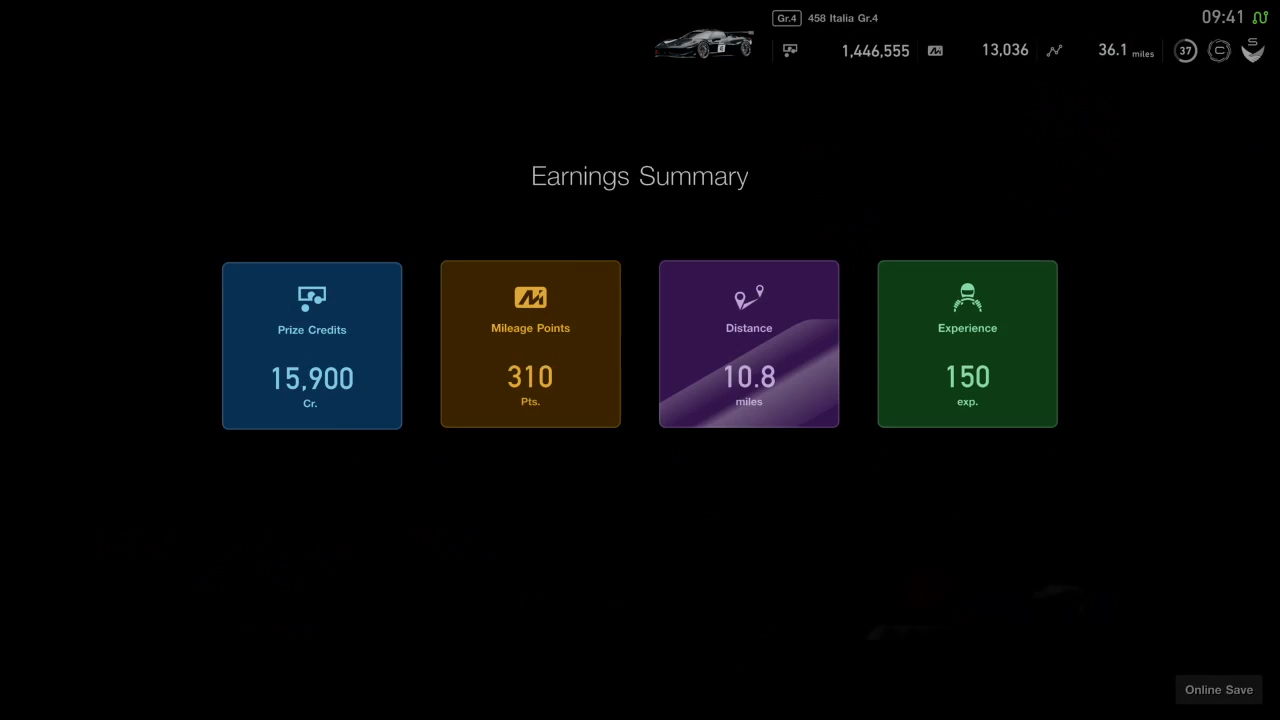 Gr.4 458 Italia Gr.4
09:41
1,446,555 13,036 36.1 miles 37 C S
Earnings Summary
Prize Credits
15,900
Cr.
Mileage Points
310
Pts.
Distance
10.8
miles
Experience
150
exp.
Online Save